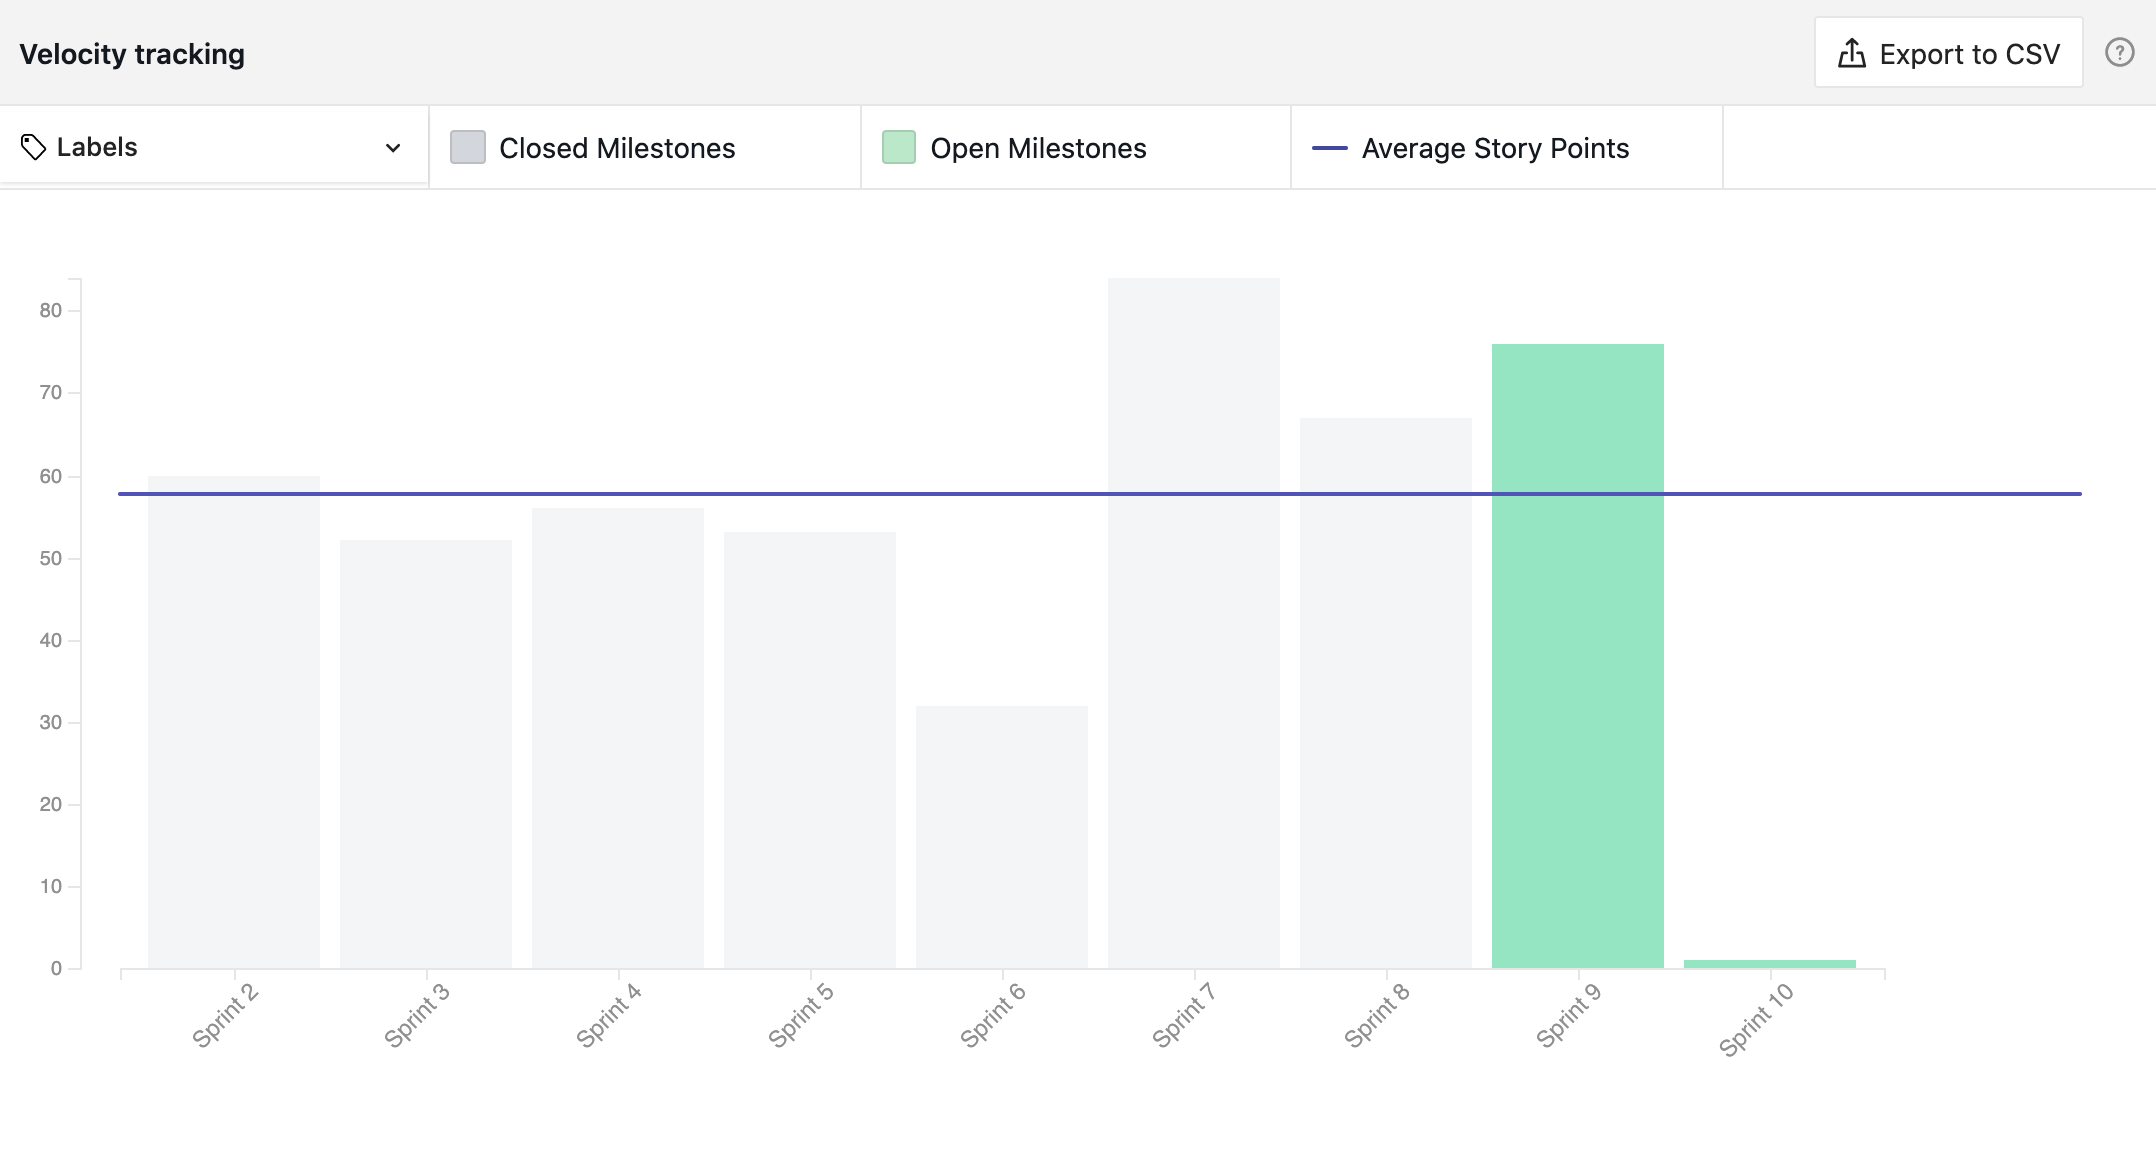 Velocity tracking
Export to CSV
?
Labels
Closed Milestones
Open Milestones
Average Story Points
80
70
60
50
40
30
20
10
0
Sprint 2
Sprint 3
Sprint 4
Sprint 5
Sprint 6
Sprint 7
Sprint 8
Sprint 9
Sprint 10